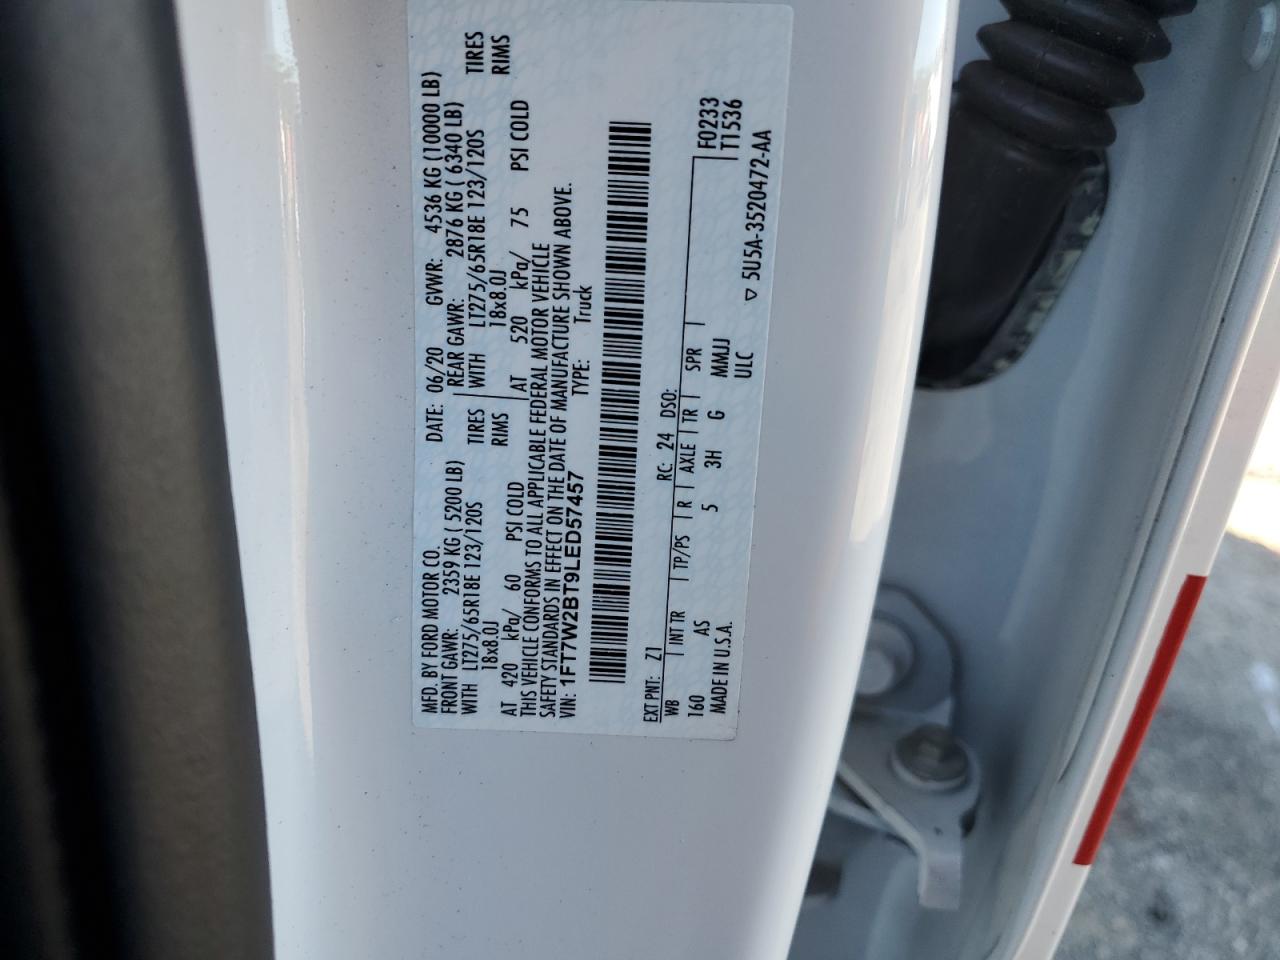 MFD. BY FORD MOTOR CO.
DATE: 06/20 GVWR: 4536 KG (10000 LB)
FRONT GAWR: 2359 KG ( 5200 LB) REAR GAWR: 2876 KG ( 6340 LB)
WITH LT275/65R18E 123/120S TIRES WITH LT275/65R18E 123/120S TIRES
18x8.0J RIMS 18x8.0J RIMS
AT 420 kPa/ 60 PSI COLD AT 520 kPa/ 75 PSI COLD
THIS VEHICLE CONFORMS TO ALL APPLICABLE FEDERAL MOTOR VEHICLE
SAFETY STANDARDS IN EFFECT ON THE DATE OF MANUFACTURE SHOWN ABOVE.
VIN: 1FT7W2BT9LED57457 TYPE: Truck
EXT PNT: Z1 RC: 24 DSO:
WB INT TR TP/PS R AXLE TR SPR F0233
160 AS 5 3H G MMJJ T1536
MADE IN U.S.A. ULC ▽ 5U5A-3520472-AA